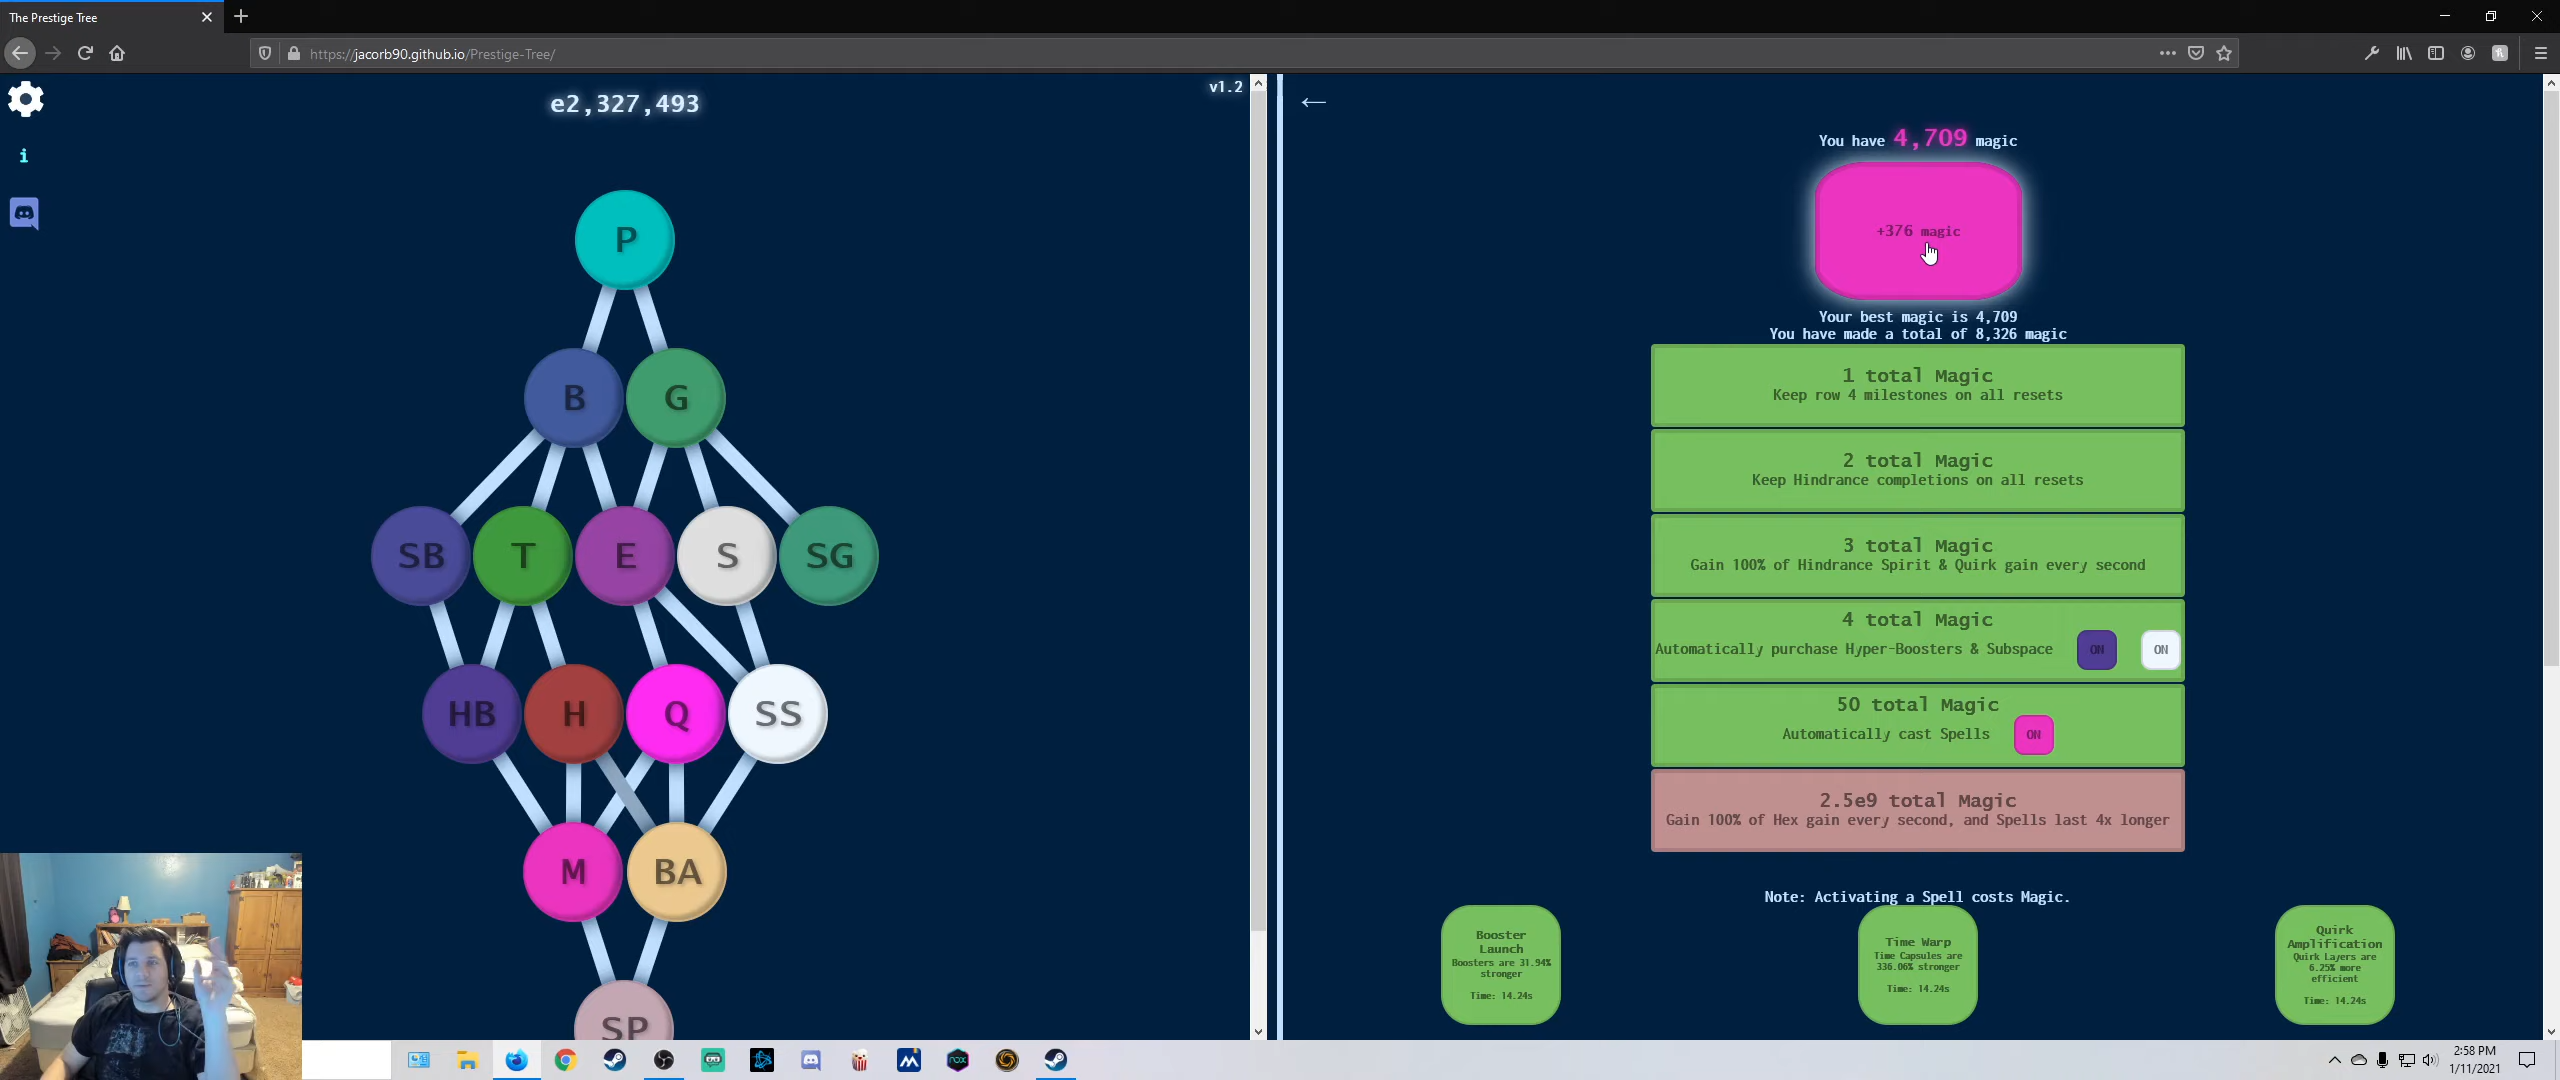 The Prestige Tree
https://jacorb90.github.io/Prestige-Tree/
i
e2,327,493
v1.2
P
B
G
SB
T
E
S
SG
HB
H
Q
SS
M
BA
SP
←
You have 4,709 magic
+376 magic
Your best magic is 4,709
You have made a total of 8,326 magic
1 total Magic
Keep row 4 milestones on all resets
2 total Magic
Keep Hindrance completions on all resets
3 total Magic
Gain 100% of Hindrance Spirit & Quirk gain every second
4 total Magic
Automatically purchase Hyper-Boosters & Subspace ON ON
50 total Magic
Automatically cast Spells ON
2.5e9 total Magic
Gain 100% of Hex gain every second, and Spells last 4x longer
Note: Activating a Spell costs Magic.
Booster
Launch
Boosters are 31.94%
stronger
Time: 14.24s
Time Warp
Time Capsules are
336.06% stronger
Time: 14.24s
Quirk
Amplification
Quirk Layers are
6.25% more
efficient
Time: 14.24s
nox
2:58 PM
1/11/2021